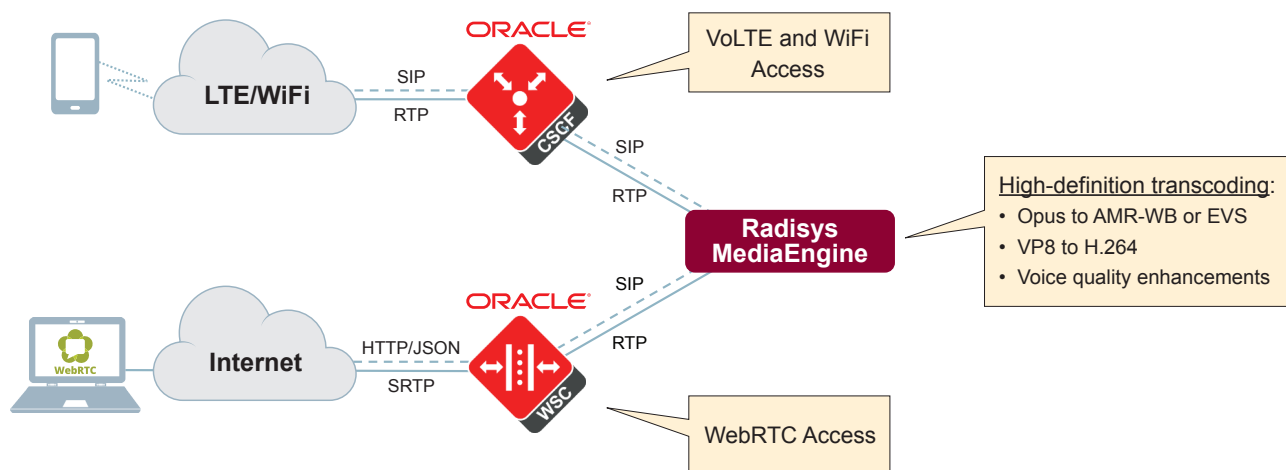 ORACLE®
VoLTE and WiFi
Access
LTE/WiFi
SIP
RTP
CSCF
SIP
RTP
High-definition transcoding:
• Opus to AMR-WB or EVS
• VP8 to H.264
• Voice quality enhancements
Radisys
MediaEngine
ORACLE®
SIP
RTP
WebRTC
Internet
HTTP/JSON
SRTP
WSC
WebRTC Access